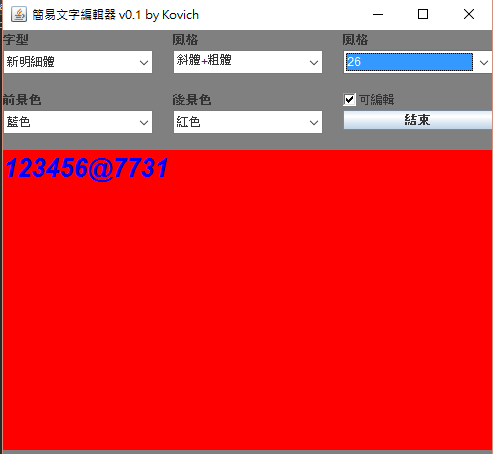 簡易文字編輯器 v0.1 by Kovich
字型 風格 風格
新明細體 斜體+粗體 26
前景色 後景色 可編輯
藍色 紅色 結束
123456@7731